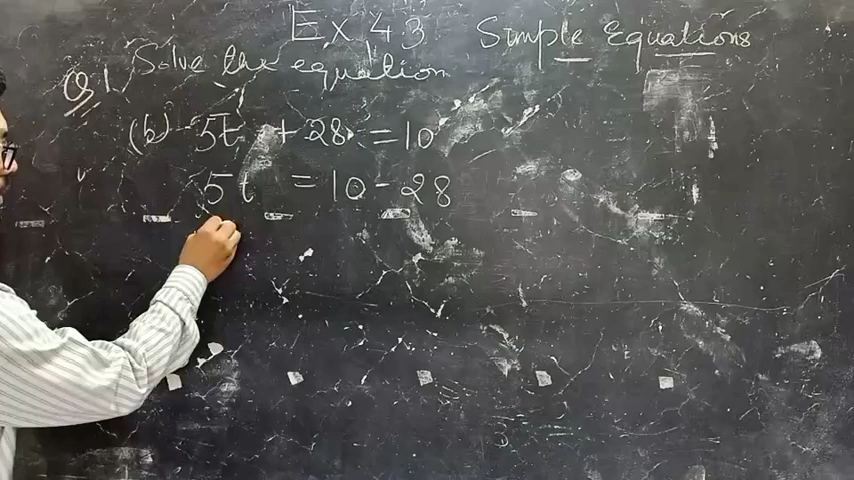 Ex 4.3 Simple Equations
Q1. Solve the equation
(b) 5t + 28 = 10
5t = 10 - 28